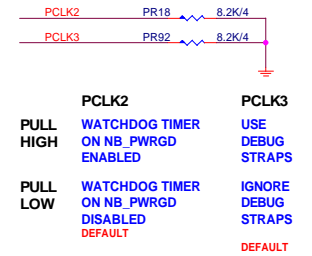 PCLK2 PR18 8.2K/4
PCLK3 PR92 8.2K/4
PCLK2 PCLK3
PULL WATCHDOG TIMER USE
HIGH ON NB_PWRGD DEBUG
ENABLED STRAPS
PULL WATCHDOG TIMER IGNORE
LOW ON NB_PWRGD DEBUG
DISABLED STRAPS
DEFAULT
DEFAULT